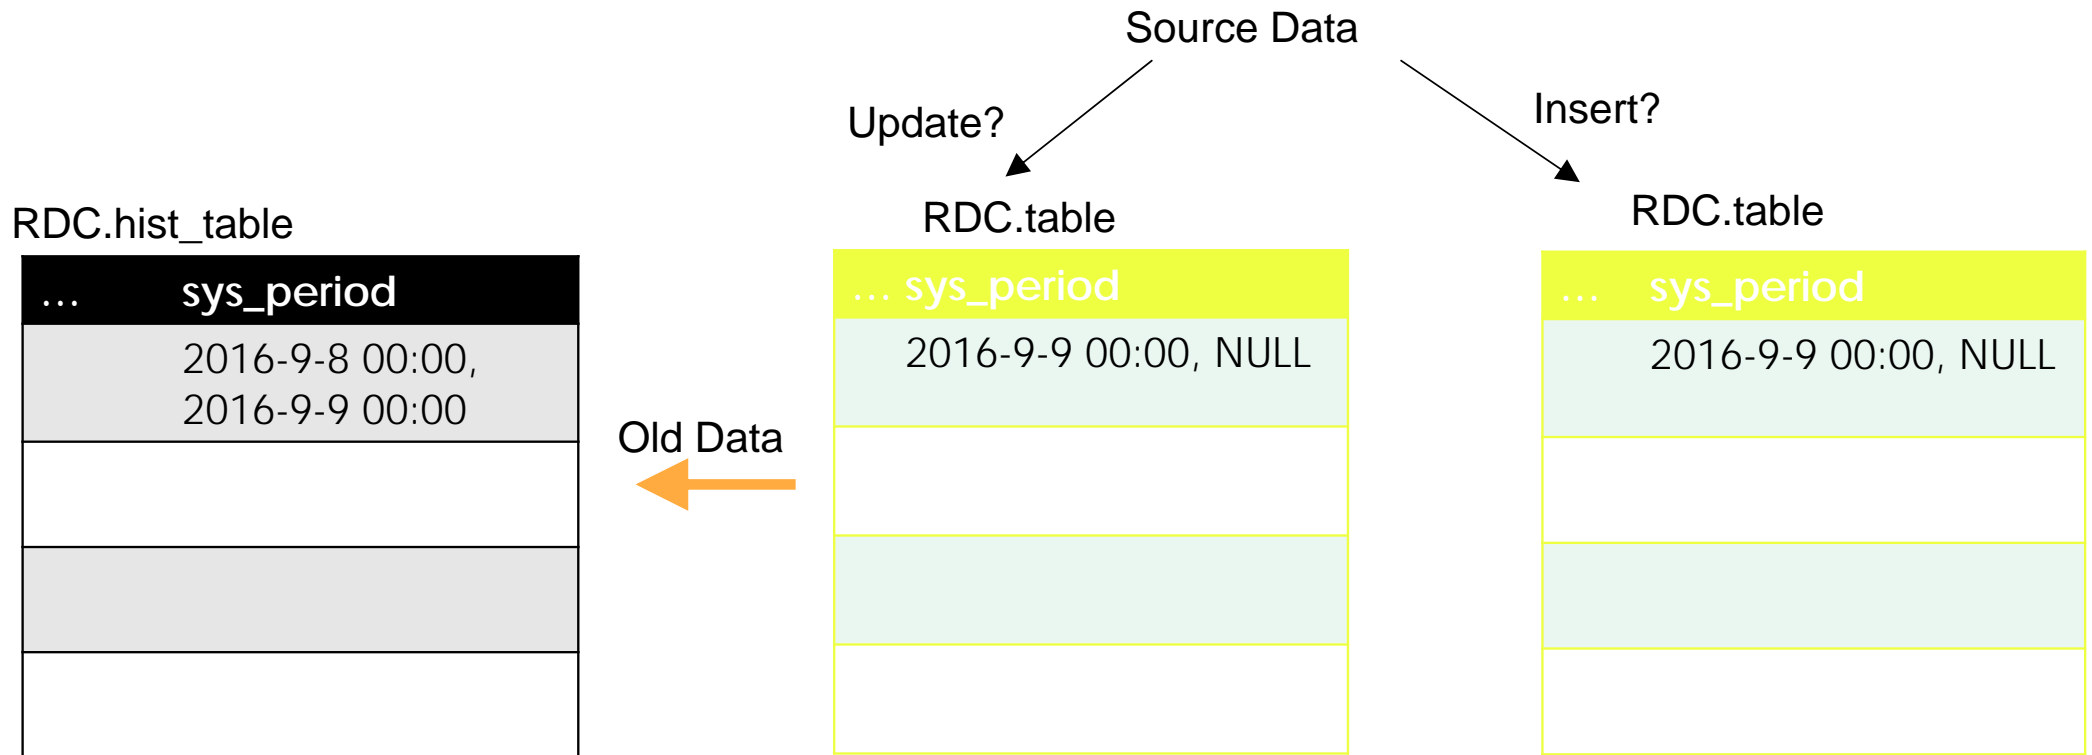 Source Data
Update?
Insert?
RDC.hist_table
RDC.table
RDC.table
... sys_period
2016-9-8 00:00,
2016-9-9 00:00
Old Data
... sys_period
2016-9-9 00:00, NULL
... sys_period
2016-9-9 00:00, NULL